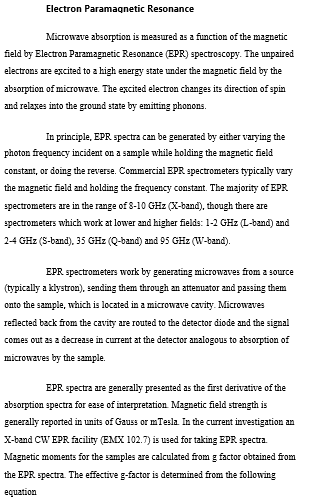 Electron Paramagnetic Resonance
Microwave absorption is measured as a function of the magnetic
field by Electron Paramagnetic Resonance (EPR) spectroscopy. The unpaired
electrons are excited to a high energy state under the magnetic field by the
absorption of microwave. The excited electron changes its direction of spin
and relaxes into the ground state by emitting phonons.
In principle, EPR spectra can be generated by either varying the
photon frequency incident on a sample while holding the magnetic field
constant, or doing the reverse. Commercial EPR spectrometers typically vary
the magnetic field and holding the frequency constant. The majority of EPR
spectrometers are in the range of 8-10 GHz (X-band), though there are
spectrometers which work at lower and higher fields: 1-2 GHz (L-band) and
2-4 GHz (S-band), 35 GHz (Q-band) and 95 GHz (W-band).
EPR spectrometers work by generating microwaves from a source
(typically a klystron), sending them through an attenuator and passing them
onto the sample, which is located in a microwave cavity. Microwaves
reflected back from the cavity are routed to the detector diode and the signal
comes out as a decrease in current at the detector analogous to absorption of
microwaves by the sample.
EPR spectra are generally presented as the first derivative of the
absorption spectra for ease of interpretation. Magnetic field strength is
generally reported in units of Gauss or mTesla. In the current investigation an
X-band CW EPR facility (EMX 102.7) is used for taking EPR spectra.
Magnetic moments for the samples are calculated from g factor obtained from
the EPR spectra. The effective g-factor is determined from the following
equation